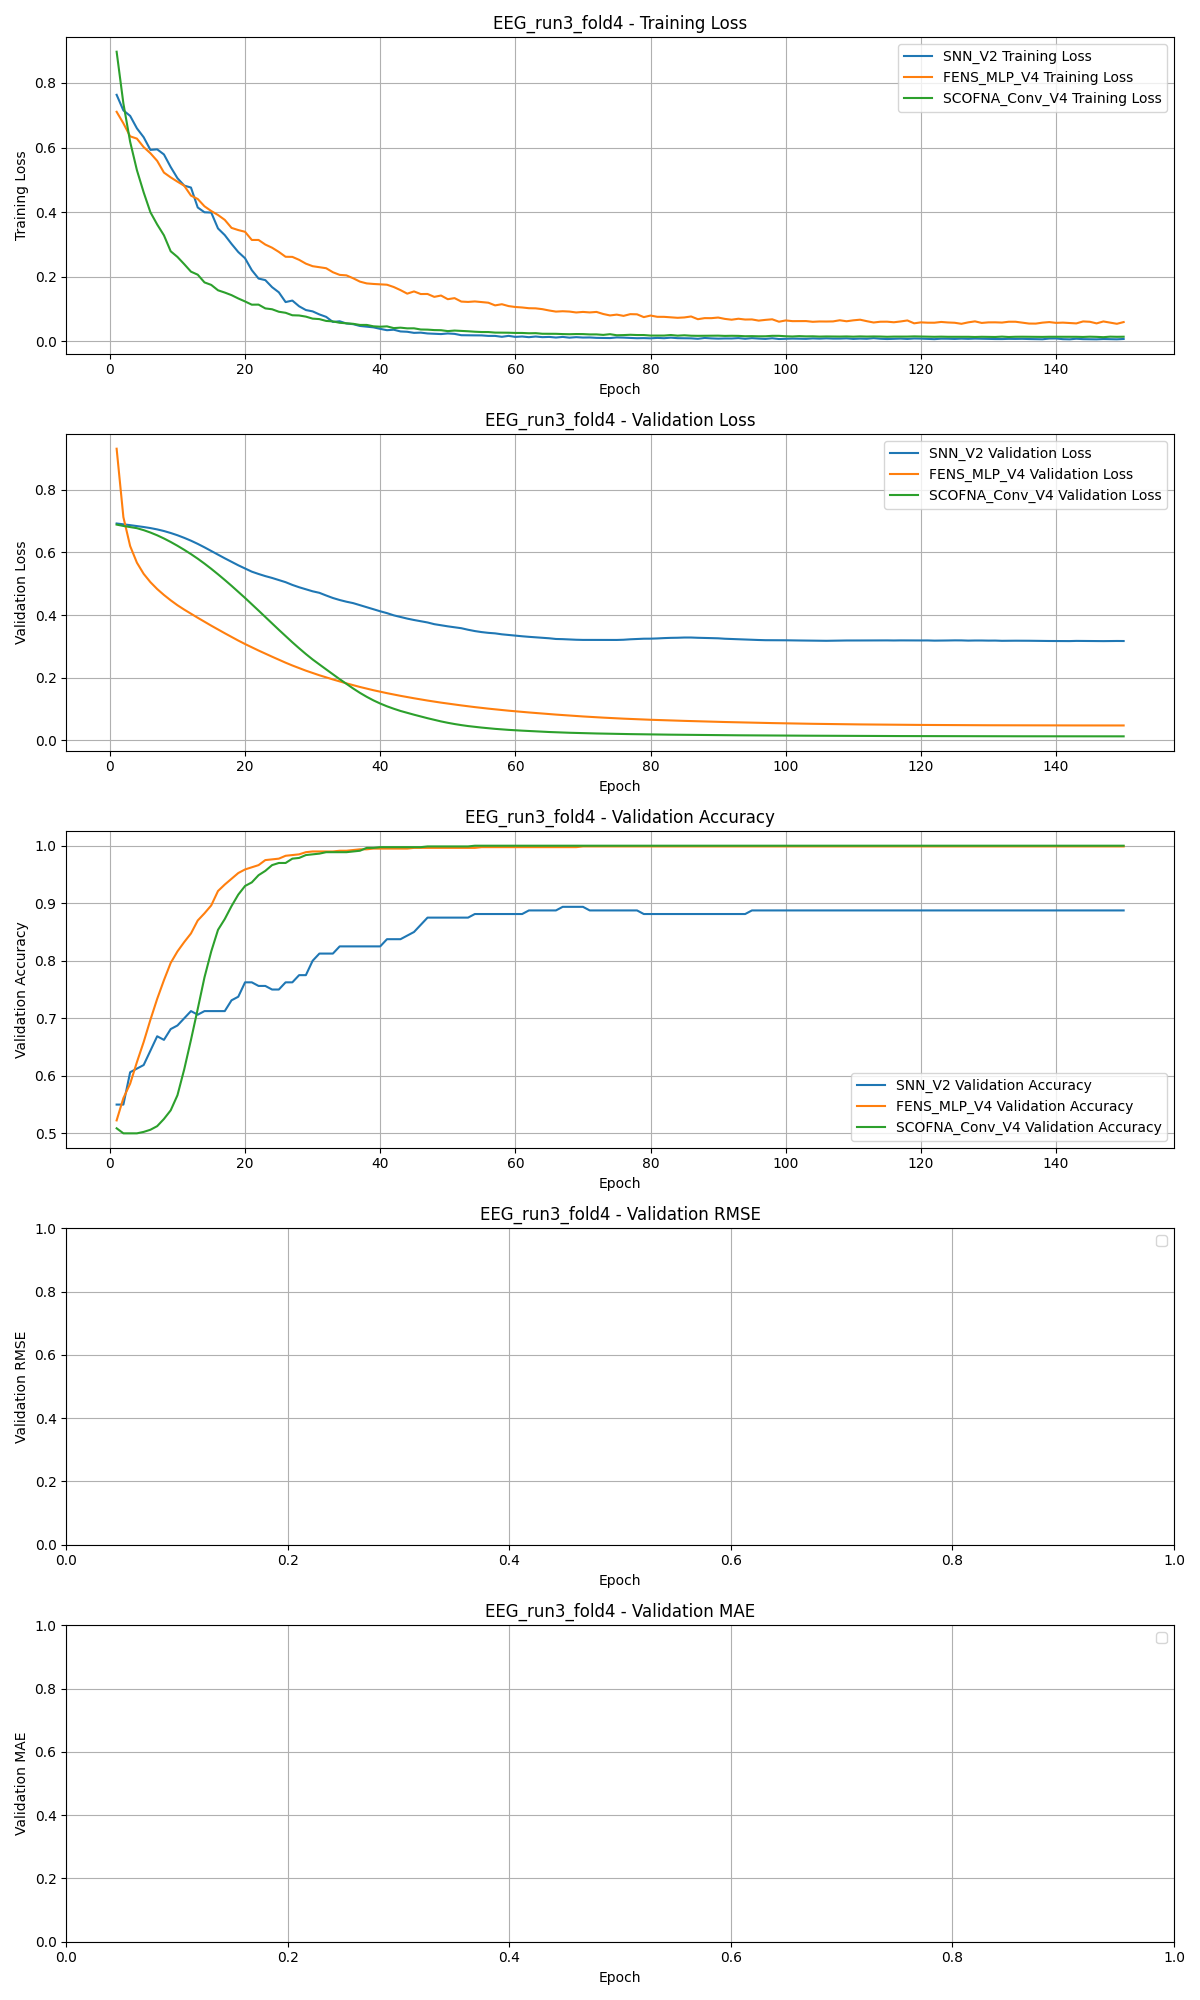 EEG_run3_fold4 - Training Loss
Training Loss
0.8
0.6
0.4
0.2
0.0
SNN_V2 Training Loss
FENS_MLP_V4 Training Loss
SCOFNA_Conv_V4 Training Loss
0 20 40 60 80 100 120 140
Epoch
EEG_run3_fold4 - Validation Loss
Validation Loss
0.8
0.6
0.4
0.2
0.0
SNN_V2 Validation Loss
FENS_MLP_V4 Validation Loss
SCOFNA_Conv_V4 Validation Loss
0 20 40 60 80 100 120 140
Epoch
EEG_run3_fold4 - Validation Accuracy
Validation Accuracy
1.0
0.9
0.8
0.7
0.6
0.5
SNN_V2 Validation Accuracy
FENS_MLP_V4 Validation Accuracy
SCOFNA_Conv_V4 Validation Accuracy
0 20 40 60 80 100 120 140
Epoch
EEG_run3_fold4 - Validation RMSE
Validation RMSE
1.0
0.8
0.6
0.4
0.2
0.0
0.0 0.2 0.4 0.6 0.8 1.0
Epoch
EEG_run3_fold4 - Validation MAE
Validation MAE
1.0
0.8
0.6
0.4
0.2
0.0
0.0 0.2 0.4 0.6 0.8 1.0
Epoch